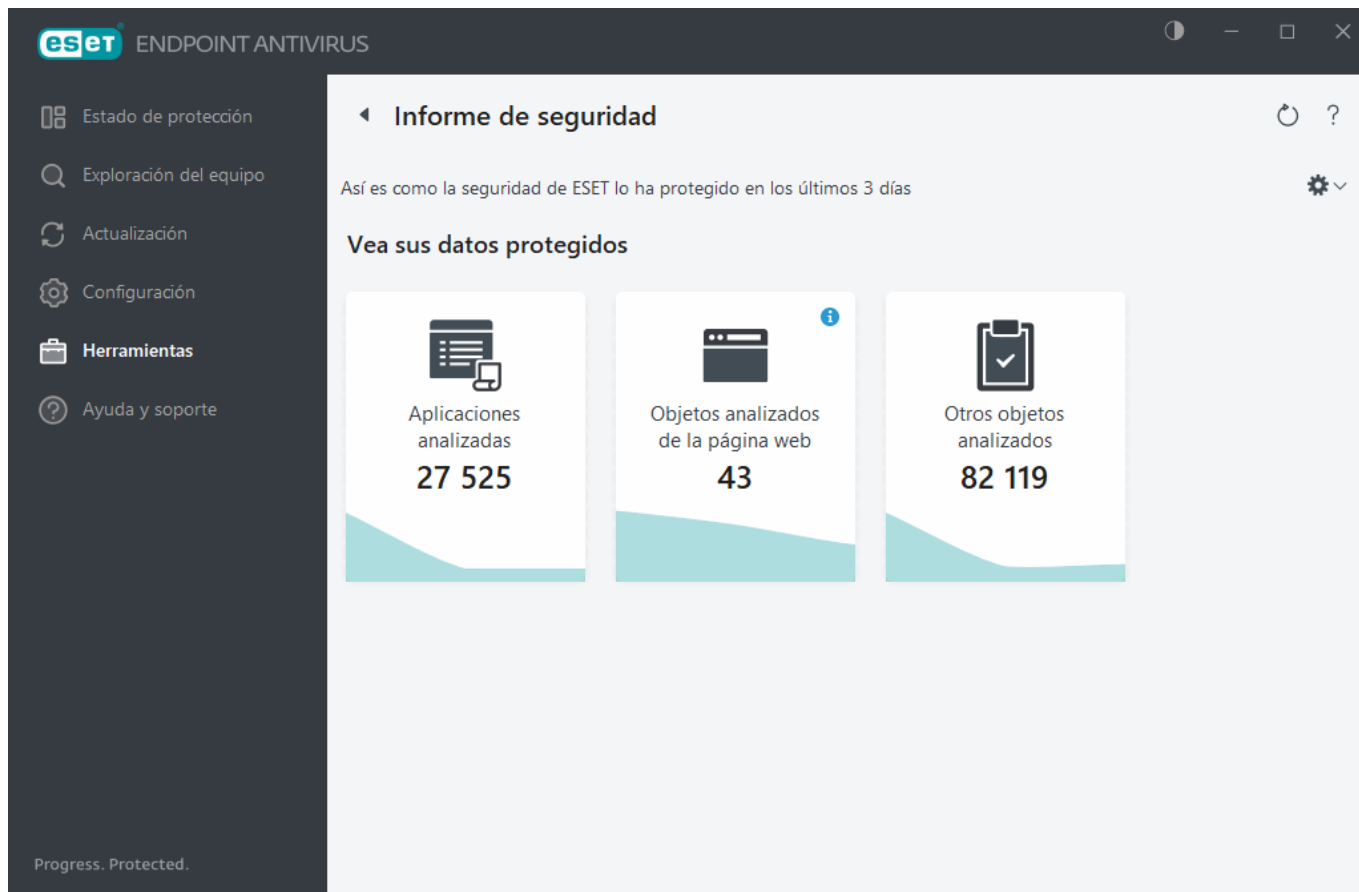 eset ENDPOINT ANTIVIRUS
Estado de protección
Exploración del equipo
Actualización
Configuración
Herramientas
Ayuda y soporte
Progress. Protected.
Informe de seguridad
?
Así es como la seguridad de ESET lo ha protegido en los últimos 3 días
Vea sus datos protegidos
Aplicaciones
analizadas
27 525
Objetos analizados
de la página web
43
Otros objetos
analizados
82 119